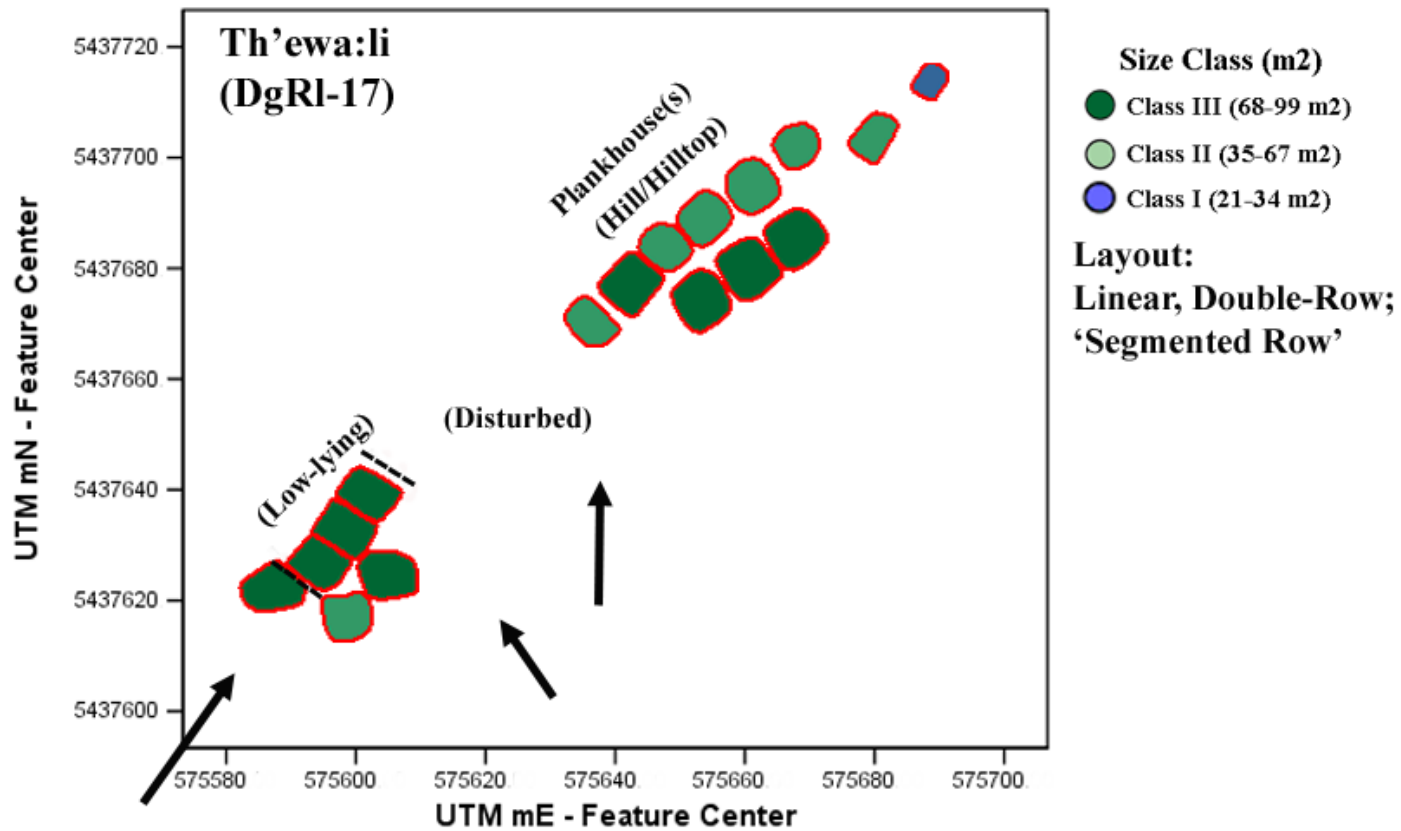 Th’ewa:li
(DgRl-17)
Plankhouse(s)
(Hill/Hilltop)
(Disturbed)
(Low-lying)
UTM mN - Feature Center
5437720
5437700
5437680
5437660
5437640
5437620
5437600
575580
575600
575620
575640
575660
575680
575700
UTM mE - Feature Center
Size Class (m2)
Class III (68-99 m2)
Class II (35-67 m2)
Class I (21-34 m2)
Layout:
Linear, Double-Row;
‘Segmented Row’